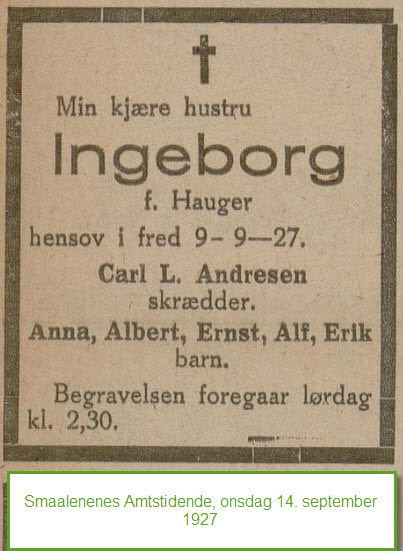 Min kjære hustru
Ingeborg
f. Hauger
hensov i fred 9- 9—27.
Carl L. Andresen
skrædder.
Anna, Albert, Ernst, Alf, Erik
barn.
Begravelsen foregaar lørdag
kl. 2,30.
Smaalenenes Amtstidende, onsdag 14. september
1927